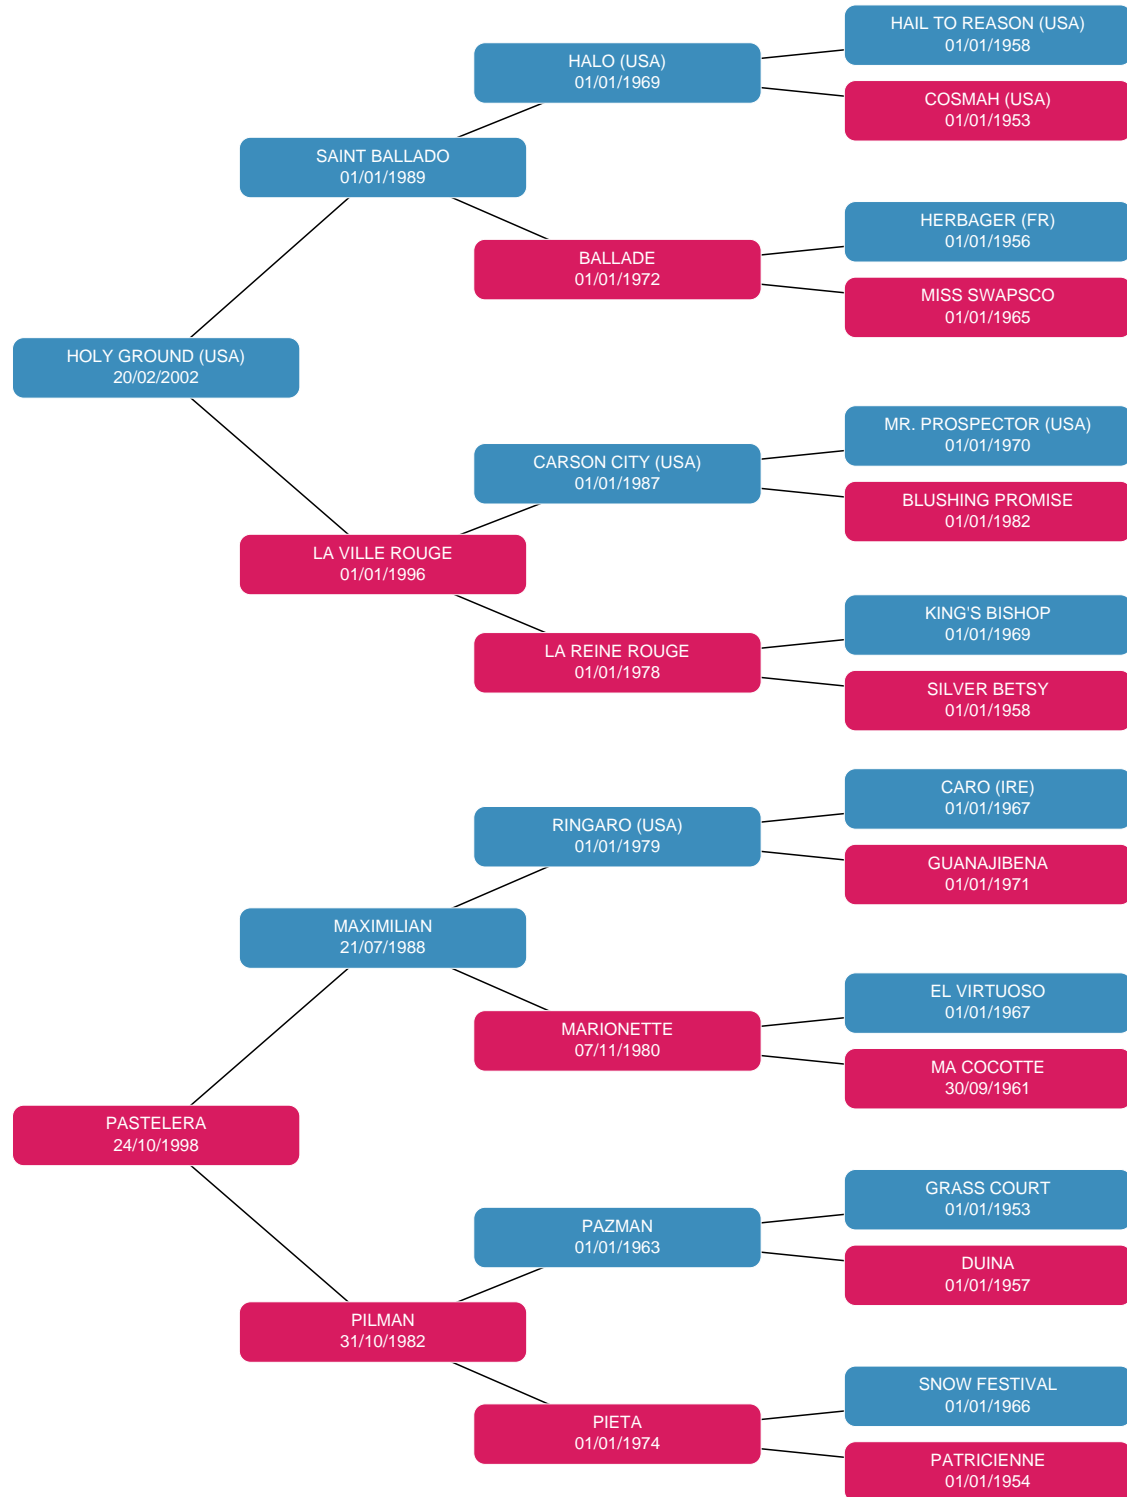 HAIL TO REASON (USA)
01/01/1958
HALO (USA)
01/01/1969
COSMAH (USA)
01/01/1953
SAINT BALLADO
01/01/1989
HERBAGER (FR)
01/01/1956
BALLADE
01/01/1972
MISS SWAPSCO
01/01/1965
HOLY GROUND (USA)
20/02/2002
MR. PROSPECTOR (USA)
01/01/1970
CARSON CITY (USA)
01/01/1987
BLUSHING PROMISE
01/01/1982
LA VILLE ROUGE
01/01/1996
KING'S BISHOP
01/01/1969
LA REINE ROUGE
01/01/1978
SILVER BETSY
01/01/1958
CARO (IRE)
01/01/1967
RINGARO (USA)
01/01/1979
GUANAJIBENA
01/01/1971
MAXIMILIAN
21/07/1988
EL VIRTUOSO
01/01/1967
MARIONETTE
07/11/1980
MA COCOTTE
30/09/1961
PASTELERA
24/10/1998
GRASS COURT
01/01/1953
PAZMAN
01/01/1963
DUINA
01/01/1957
PILMAN
31/10/1982
SNOW FESTIVAL
01/01/1966
PIETA
01/01/1974
PATRICIENNE
01/01/1954